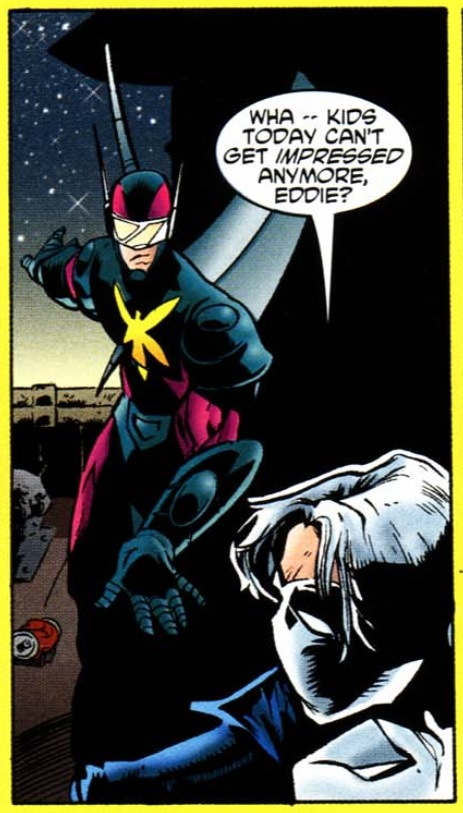 WHA -- KIDS
TODAY CAN'T
GET IMPRESSED
ANYMORE,
EDDIE?